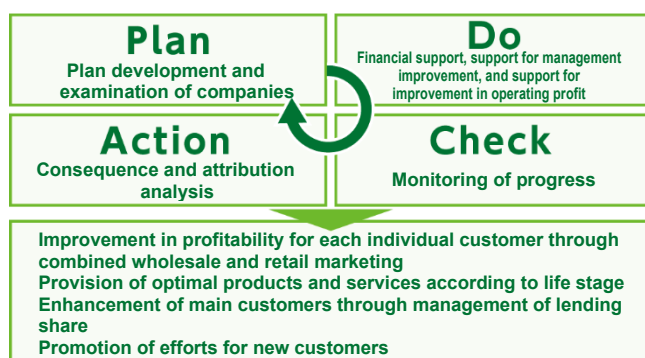 Plan
Plan development and
examination of companies
Do
Financial support, support for management
improvement, and support for
improvement in operating profit
Action
Consequence and attribution
analysis
Check
Monitoring of progress
Improvement in profitability for each individual customer through
combined wholesale and retail marketing
Provision of optimal products and services according to life stage
Enhancement of main customers through management of lending
share
Promotion of efforts for new customers